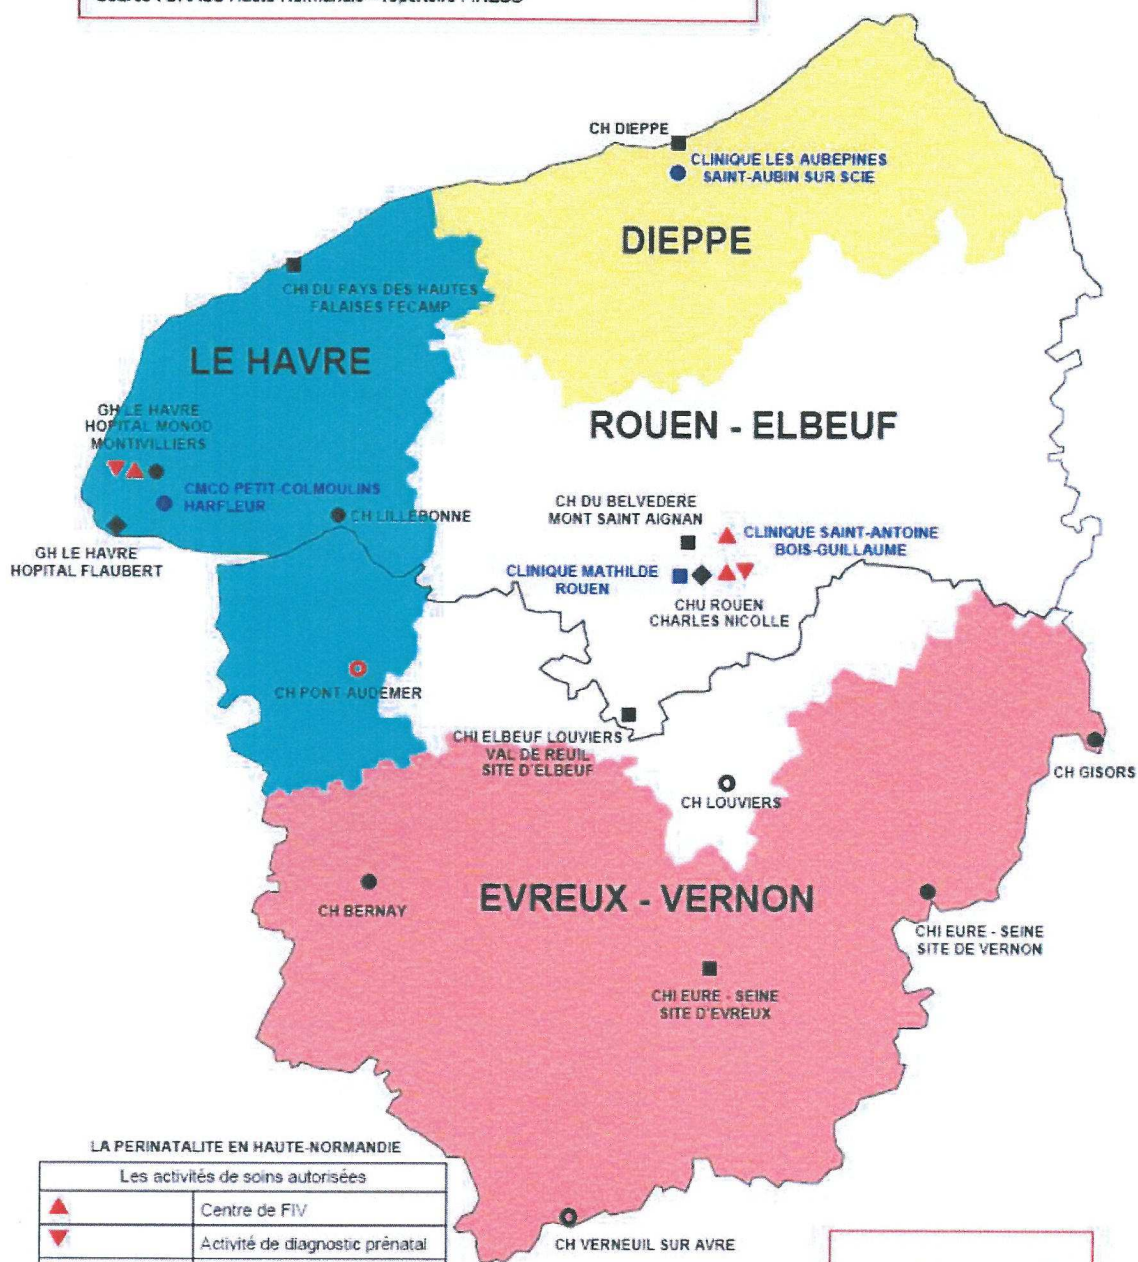 CH DIEPPE
CLINIQUE LES AUBEPINES
SAINT-AUBIN SUR SCIE
DIEPPE
CHI DU PAYS DES HAUTES
FALAISES FECAMP
LE HAVRE
GH LE HAVRE
HOPITAL MONOD
MONTIVILLIERS
CMCO PETIT-COLMOULINS
HARFLEUR
CH LILLEBONNE
GH LE HAVRE
HOPITAL FLAUBERT
ROUEN - ELBEUF
CH DU BELVEDERE
MONT SAINT AIGNAN
CLINIQUE SAINT-ANTOINE
BOIS-GUILLAUME
CLINIQUE MATHILDE
ROUEN
CHU ROUEN
CHARLES NICOLLE
CH PONT-AUDEMER
CHI ELBEUF LOUVIERS
VAL DE REUIL
SITE D'ELBEUF
CH LOUVIERS
CH GISORS
EVREUX - VERNON
CH BERNAY
CHI EURE - SEINE
SITE DE VERNON
CHI EURE - SEINE
SITE D'EVREUX
LA PERINATALITE EN HAUTE-NORMANDIE
Les activités de soins autorisées
Centre de FIV
Activité de diagnostic prénatal
CH VERNEUIL SUR AVRE